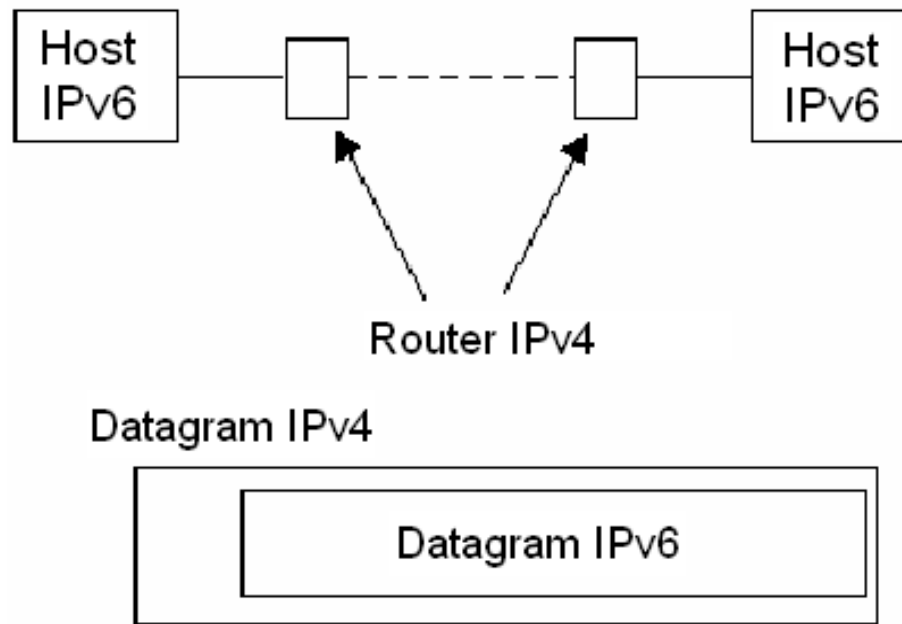 Host
IPv6
Host
IPv6
Router IPv4
Datagram IPv4
Datagram IPv6